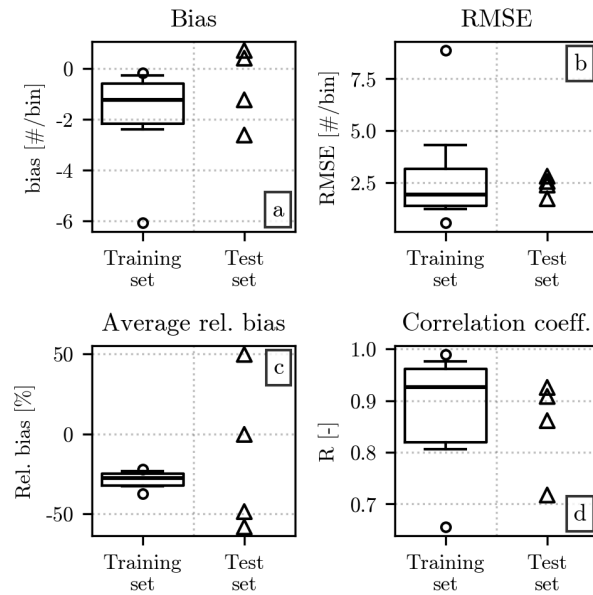 Bias
bias [#/bin]
0
-2
-4
-6
a
Training
set
Test
set
RMSE
RMSE [#/bin]
7.5
5.0
2.5
b
Training
set
Test
set
Average rel. bias
Rel. bias [%]
50
0
-50
c
Training
set
Test
set
Correlation coeff.
R [-]
1.0
0.9
0.8
0.7
d
Training
set
Test
set